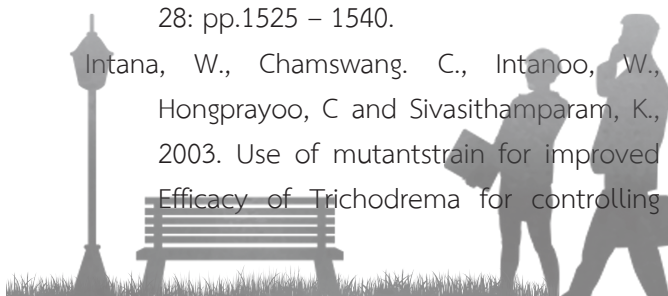 28: pp.1525 – 1540.
Intana, W., Chamswang. C., Intanoo, W.,
Hongprayoo, C and Sivasithamparam, K.,
2003. Use of mutantstrain for improved
Efficacy of Trichodrema for controlling